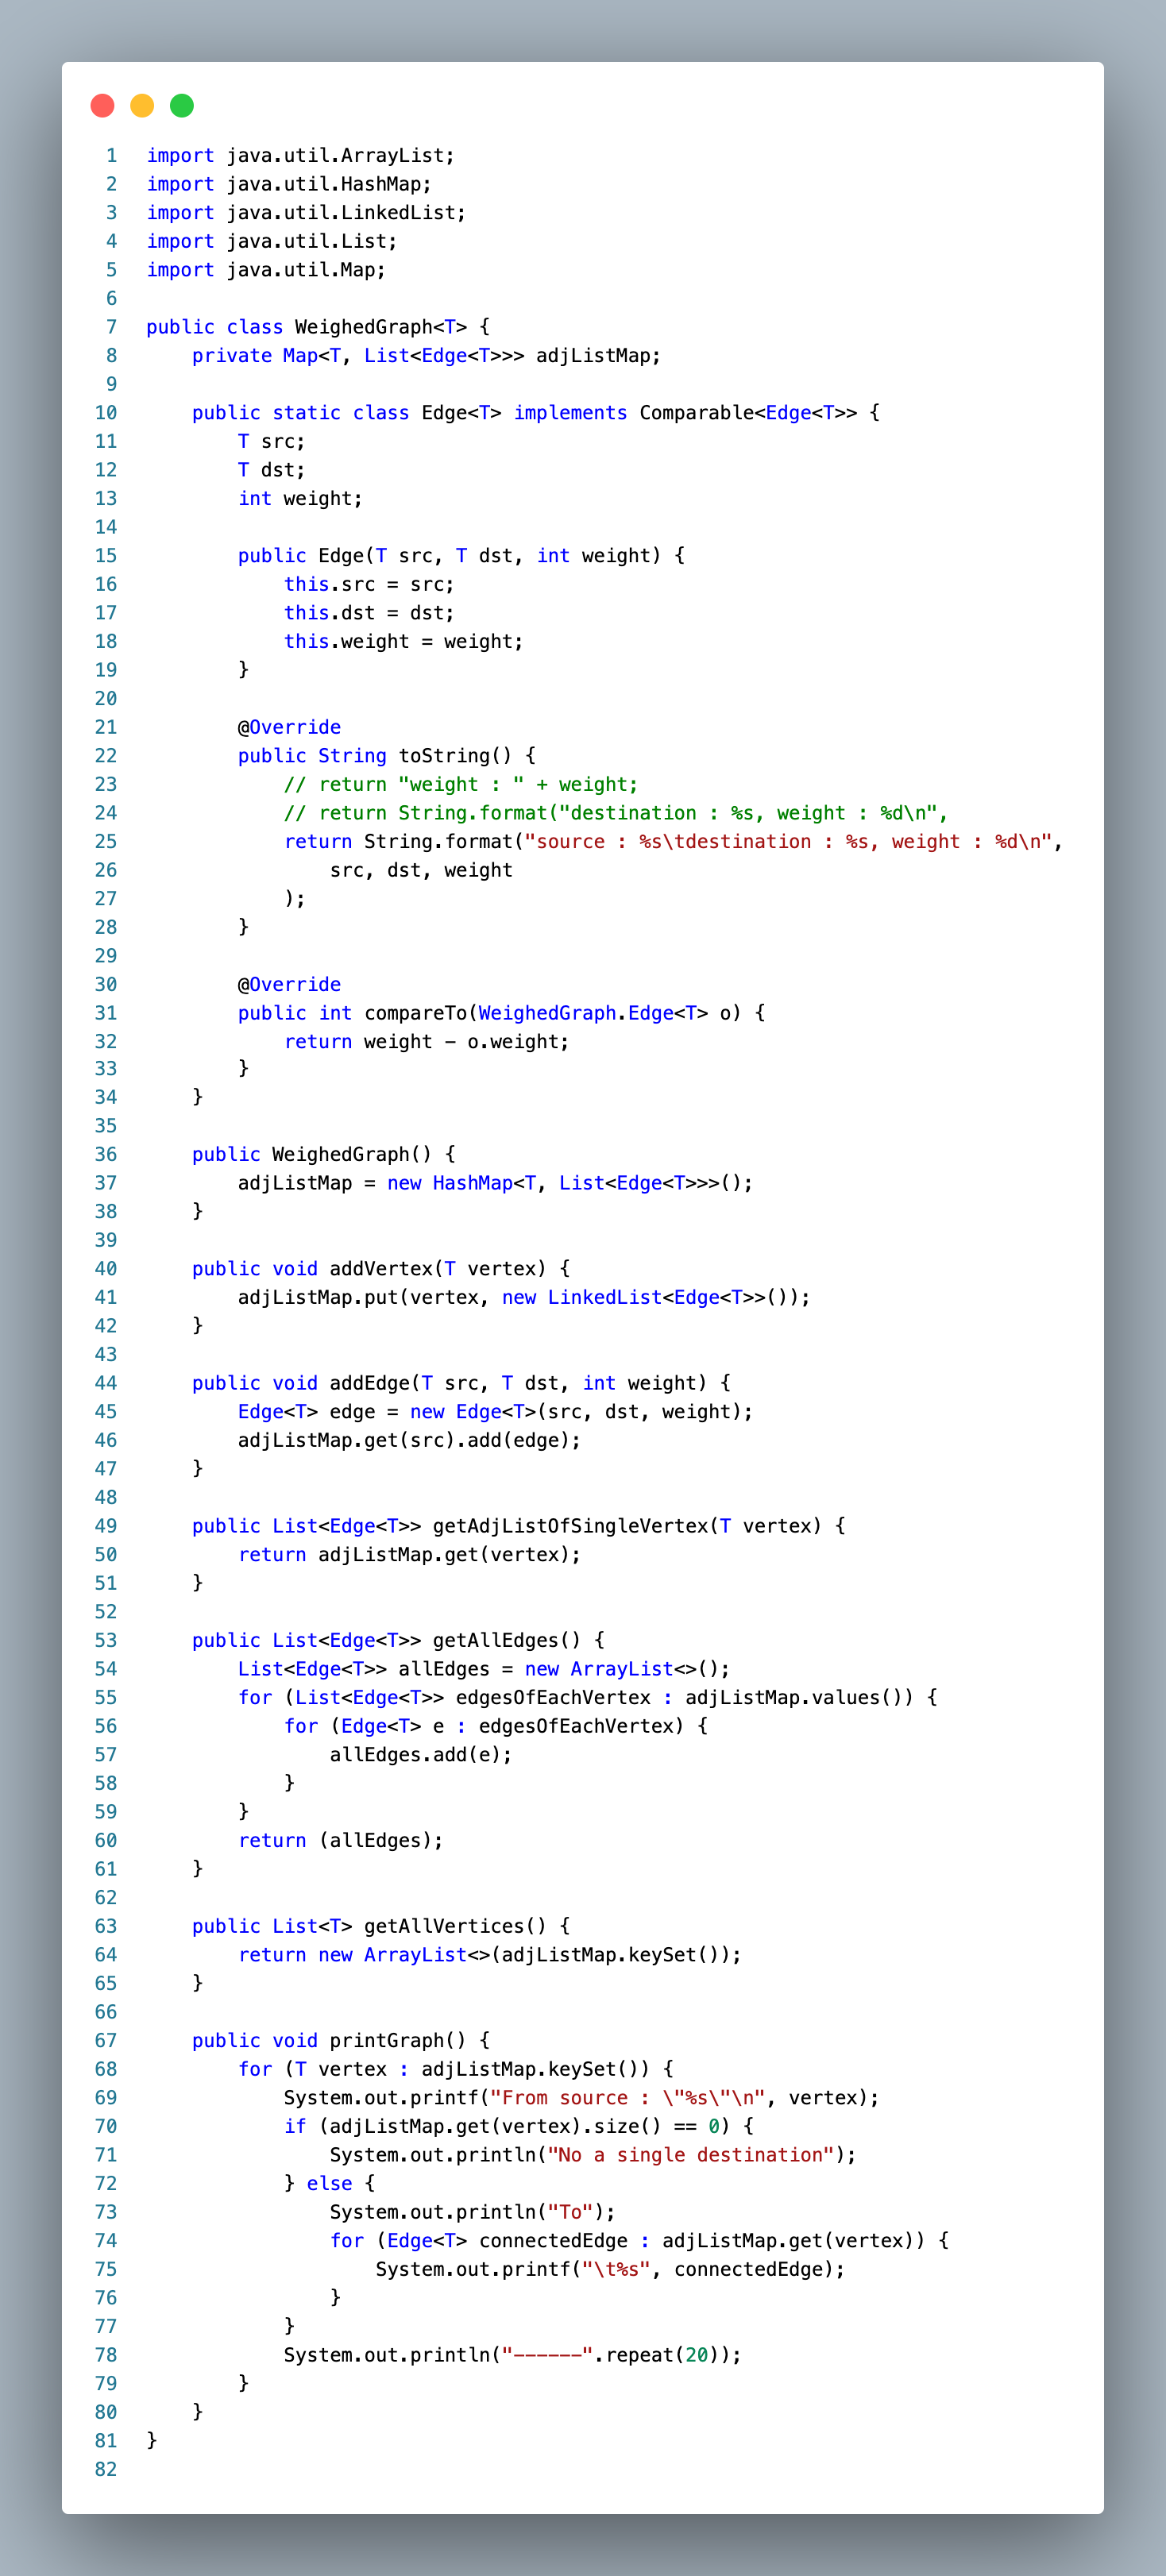 1 import java.util.ArrayList;
2 import java.util.HashMap;
3 import java.util.LinkedList;
4 import java.util.List;
5 import java.util.Map;
6
7 public class WeighedGraph<T> {
8     private Map<T, List<Edge<T>>> adjListMap;
9
10     public static class Edge<T> implements Comparable<Edge<T>> {
11         T src;
12         T dst;
13         int weight;
14
15         public Edge(T src, T dst, int weight) {
16             this.src = src;
17             this.dst = dst;
18             this.weight = weight;
19         }
20
21         @Override
22         public String toString() {
23             // return "weight : " + weight;
24             // return String.format("destination : %s, weight : %d\n",
25             return String.format("source : %s\tdestination : %s, weight : %d\n",
26                 src, dst, weight
27             );
28         }
29
30         @Override
31         public int compareTo(WeighedGraph.Edge<T> o) {
32             return weight - o.weight;
33         }
34     }
35
36     public WeighedGraph() {
37         adjListMap = new HashMap<T, List<Edge<T>>>();
38     }
39
40     public void addVertex(T vertex) {
41         adjListMap.put(vertex, new LinkedList<Edge<T>>());
42     }
43
44     public void addEdge(T src, T dst, int weight) {
45         Edge<T> edge = new Edge<T>(src, dst, weight);
46         adjListMap.get(src).add(edge);
47     }
48
49     public List<Edge<T>> getAdjListOfSingleVertex(T vertex) {
50         return adjListMap.get(vertex);
51     }
52
53     public List<Edge<T>> getAllEdges() {
54         List<Edge<T>> allEdges = new ArrayList<>();
55         for (List<Edge<T>> edgesOfEachVertex : adjListMap.values()) {
56             for (Edge<T> e : edgesOfEachVertex) {
57                 allEdges.add(e);
58             }
59         }
60         return (allEdges);
61     }
62
63     public List<T> getAllVertices() {
64         return new ArrayList<>(adjListMap.keySet());
65     }
66
67     public void printGraph() {
68         for (T vertex : adjListMap.keySet()) {
69             System.out.printf("From source : \"%s\"\n", vertex);
70             if (adjListMap.get(vertex).size() == 0) {
71                 System.out.println("No a single destination");
72             } else {
73                 System.out.println("To");
74                 for (Edge<T> connectedEdge : adjListMap.get(vertex)) {
75                     System.out.printf("\t%s", connectedEdge);
76                 }
77             }
78             System.out.println("------".repeat(20));
79         }
80     }
81 }
82